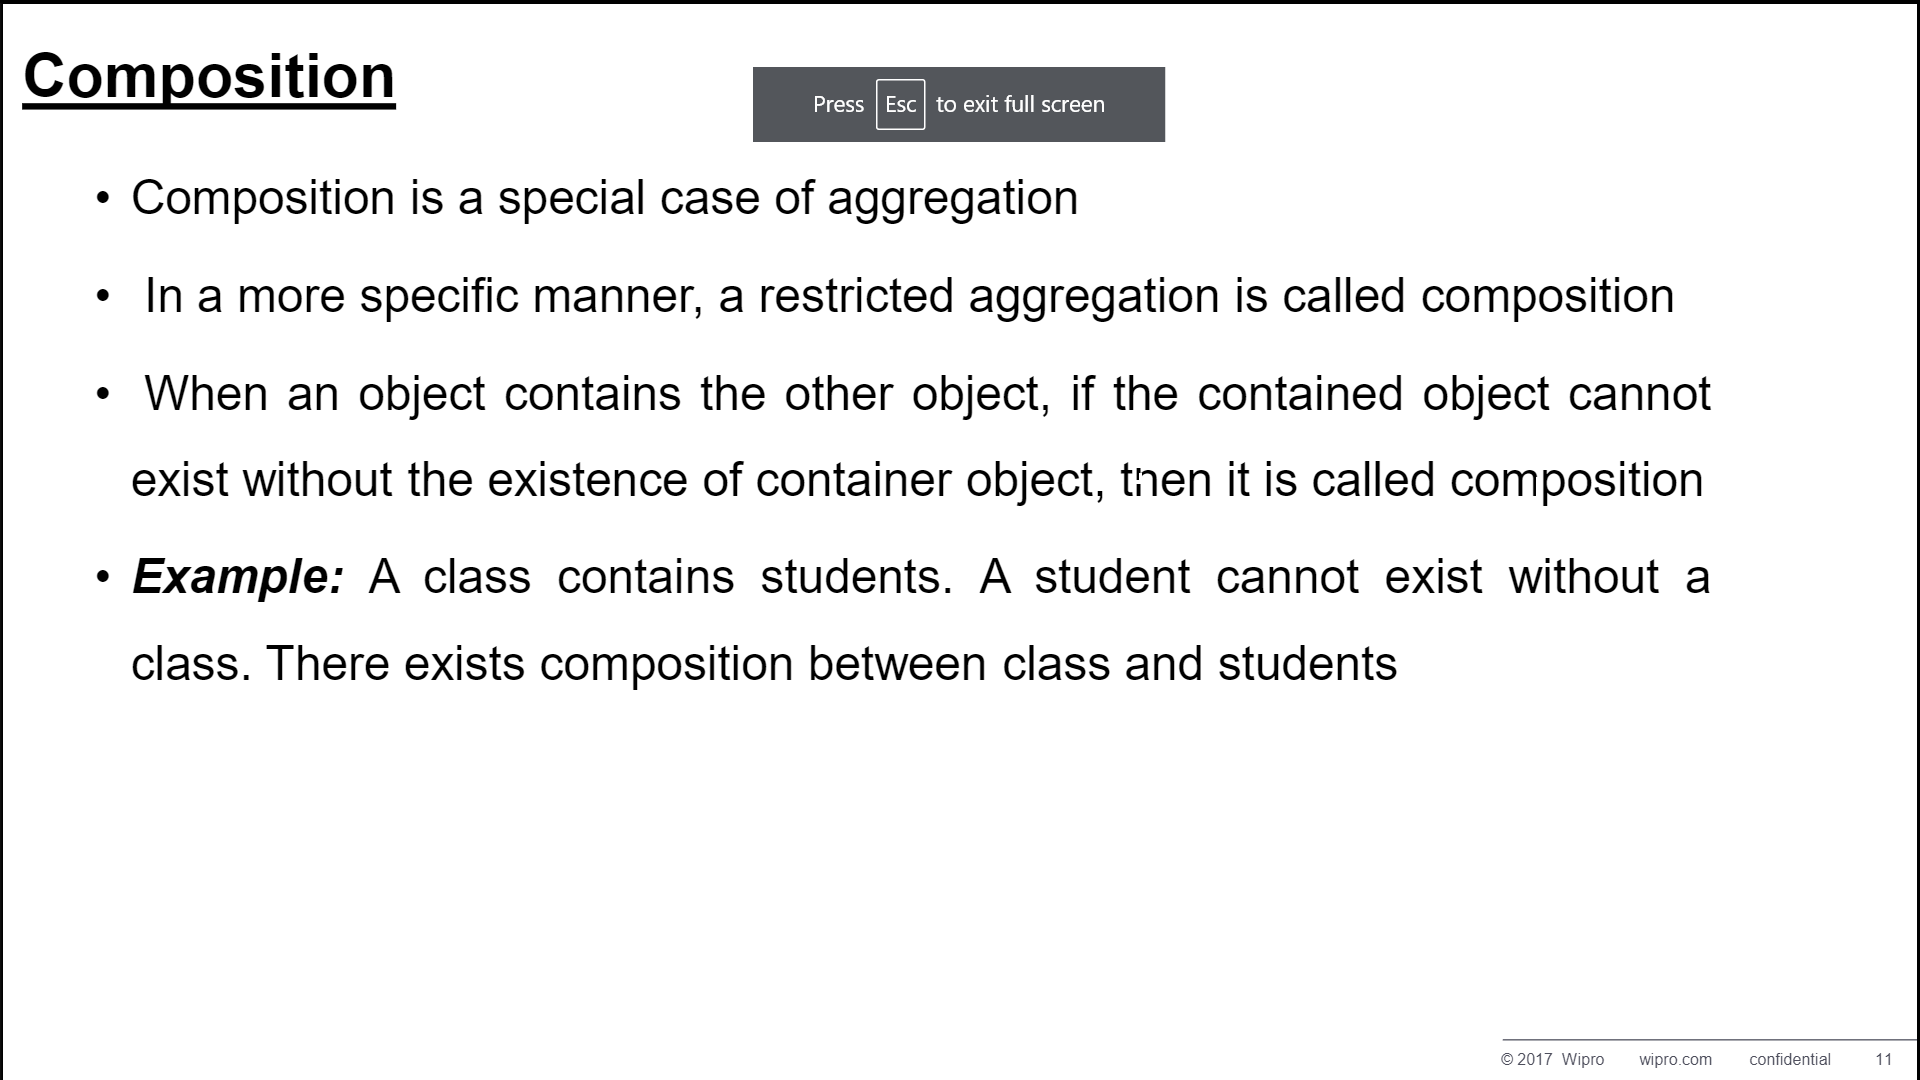 Composition
Press Esc to exit full screen
• Composition is a special case of aggregation
• In a more specific manner, a restricted aggregation is called composition
• When an object contains the other object, if the contained object cannot
exist without the existence of container object, then it is called composition
• Example: A class contains students. A student cannot exist without a
class. There exists composition between class and students
© 2017 Wipro wipro.com confidential 11